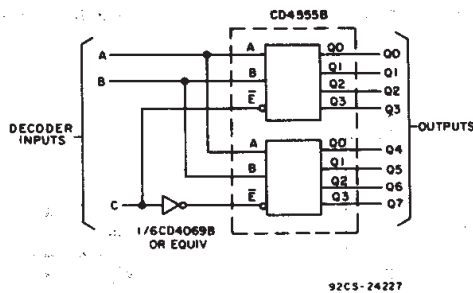 CD4555B
A A Q0 Q0
B B Q1 Q1
Q2 Q2
E Q3 Q3
DECODER INPUTS
OUTPUTS
A Q0 Q4
B Q1 Q5
Q2 Q6
C E Q3 Q7
1/6CD4069B
OR EQUIV
92CS-24227